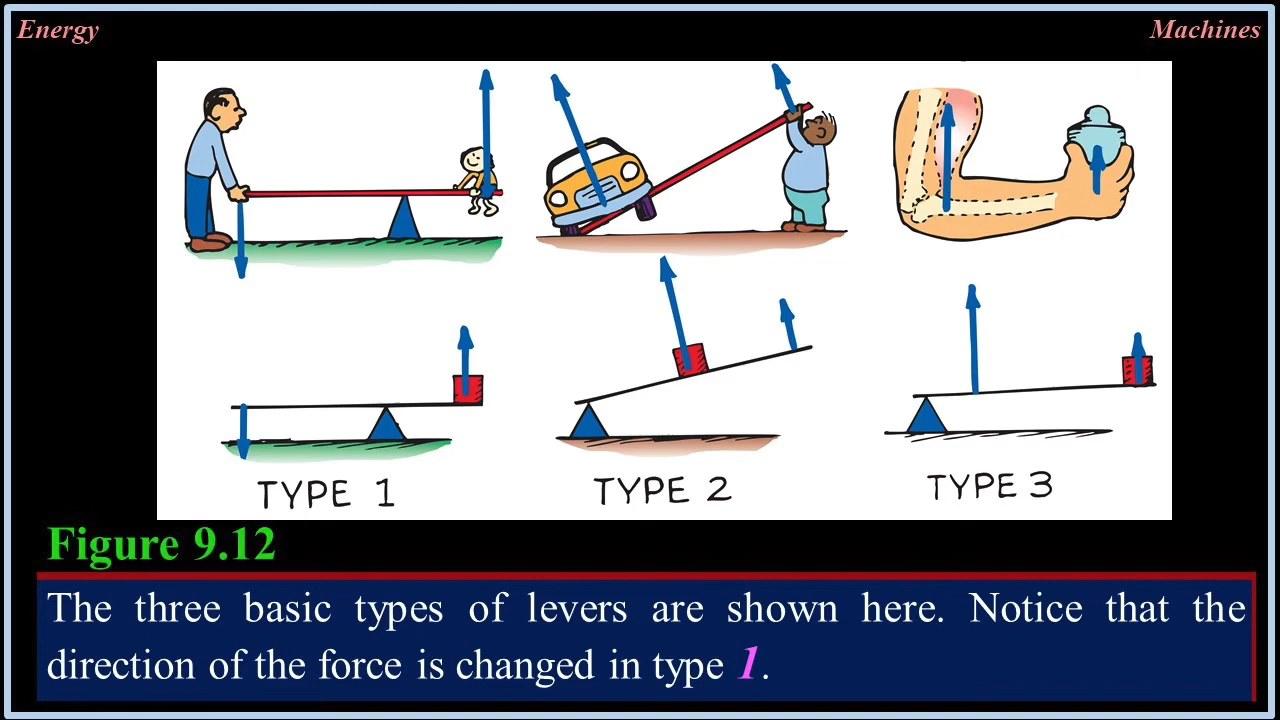 Energy
Machines
TYPE 1
TYPE 2
TYPE 3
Figure 9.12
The three basic types of levers are shown here. Notice that the
direction of the force is changed in type 1.